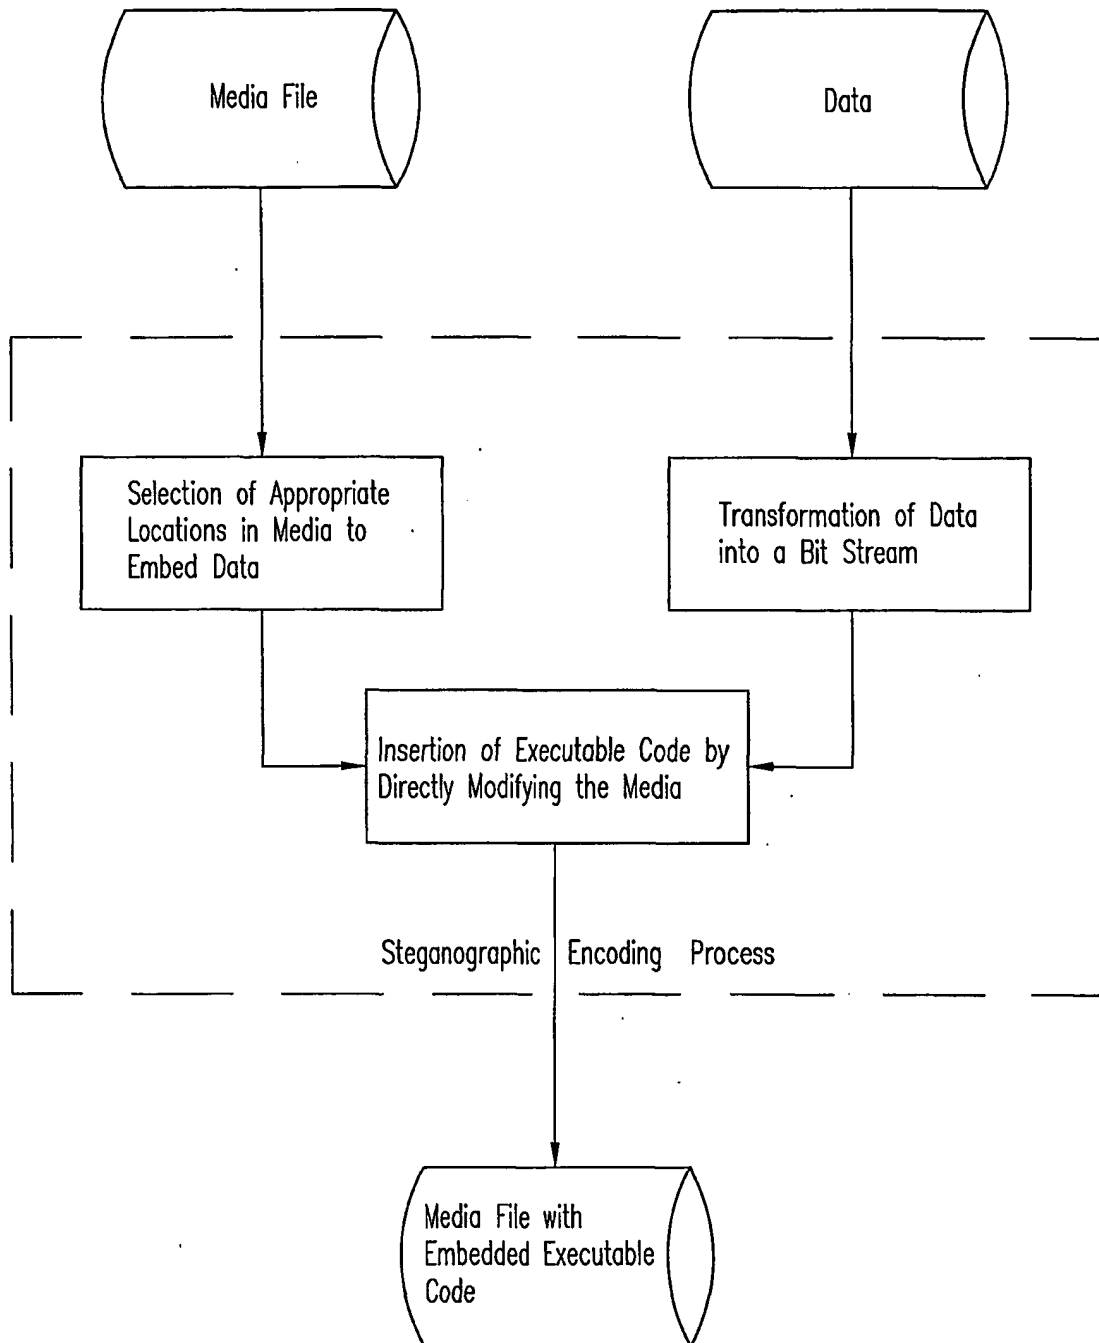 Media File
Data
Selection of Appropriate
Locations in Media to
Embed Data
Transformation of Data
into a Bit Stream
Insertion of Executable Code by
Directly Modifying the Media
Steganographic Encoding Process
Media File with
Embedded Executable
Code